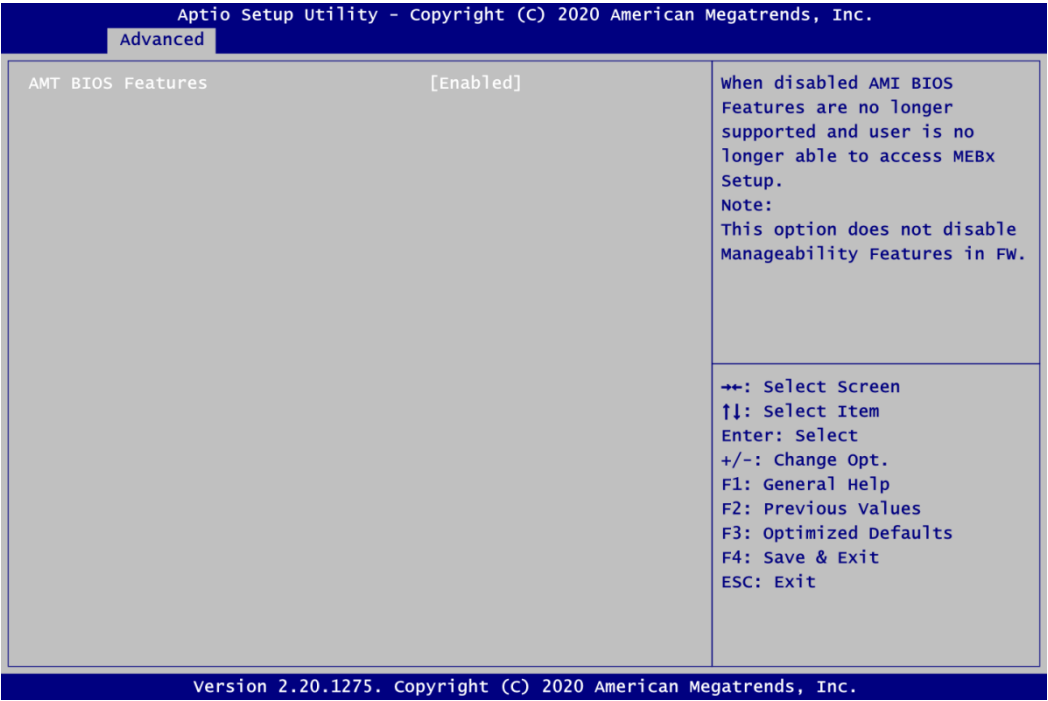 Aptio Setup Utility - Copyright (C) 2020 American Megatrends, Inc.
Advanced
AMT BIOS Features [Enabled]
When disabled AMI BIOS
Features are no longer
supported and user is no
longer able to access MEBx
Setup.
Note:
This option does not disable
Manageability Features in FW.
→←: Select Screen
↑↓: Select Item
Enter: Select
+/-: Change Opt.
F1: General Help
F2: Previous Values
F3: Optimized Defaults
F4: Save & Exit
ESC: Exit
Version 2.20.1275. Copyright (C) 2020 American Megatrends, Inc.